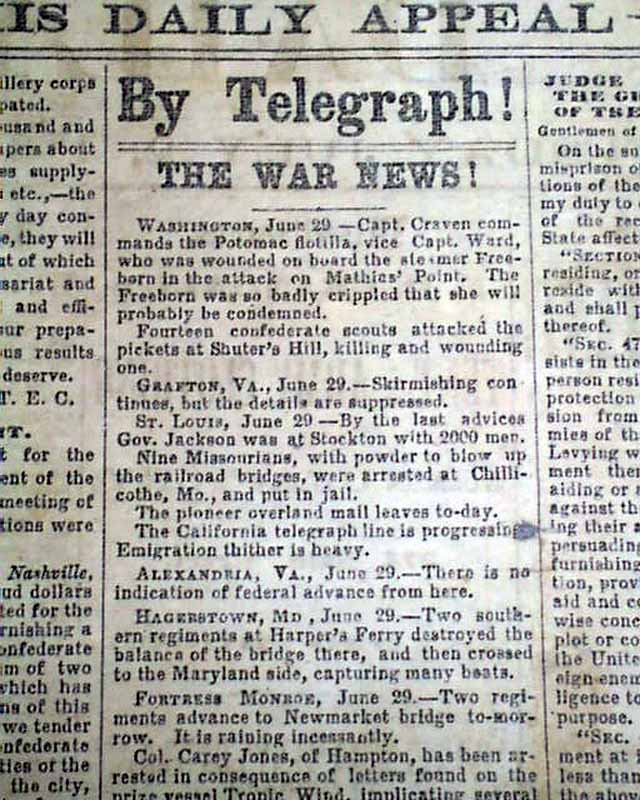 IS DAILY APPEAL
illery corps
pated.
usand and
apers about
es supply-
s etc.,—the
y day con-
e, they will
nt of which
ssariat and
and effi-
our prepa-
us results
deserve.
T. E. C.
NT.
t for the
ent of the
meeting of
tions were
Nashville,
ud dollars
ted for the
rnishing a
onfederate
m of two
which has
ns of this
we tender
nfederate
ties or the
the city,
By Telegraph!
THE WAR NEWS!
WASHINGTON, June 29 —Capt. Craven com-
mands the Potomac flotilla, vice Capt. Ward,
who was wounded on board the steamer Free-
born in the attack on Mathias' Point. The
Freeborn was so badly crippled that she will
probably be condemned.
Fourteen confederate scouts attacked the
pickets at Shuter's Hill, killing and wounding
one.
GRAFTON, VA., June 29.—Skirmishing con-
tinues, but the details are suppressed.
ST. LOUIS, June 29 —By the last advices
Gov. Jackson was at Stockton with 2000 men.
Nine Missourians, with powder to blow up
the railroad bridges, were arrested at Chilli-
cothe, Mo., and put in jail.
The pioneer overland mail leaves to-day.
The California telegraph line is progressing
Emigration thither is heavy.
ALEXANDRIA, VA., June 29.—There is no
indication of federal advance from here.
HAGERSTOWN, MD , June 29.—Two south-
ern regiments at Harper's Ferry destroyed the
balance of the bridge there, and then crossed
to the Maryland side, capturing many boats.
FORTRESS MONROE, June 29.—Two regi-
ments advance to Newmarket bridge to-mor-
row. It is raining incessantly.
Col. Carey Jones, of Hampton, has been ar-
rested in consequence of letters found on the
prize vessel Tropic Wind, implicating several
JUDGE
THE GR
OF THE
Gentlemen of
On the su
misprison of
tions of the
my duty to
of the rec
State affect
"SECTION
residing, or
reside with
and shall p
thereof.
"SEC. 47
sists in the
person resi
protection
sion from
mies of th
Levying w
ment the
aiding or
against th
ing their
persuading
furnishing
tion, prov
aid and co
wise conc
plot or co
the Unite
eign enem
ligence to
purpose.
"SEC.
ment at
less than
the abov